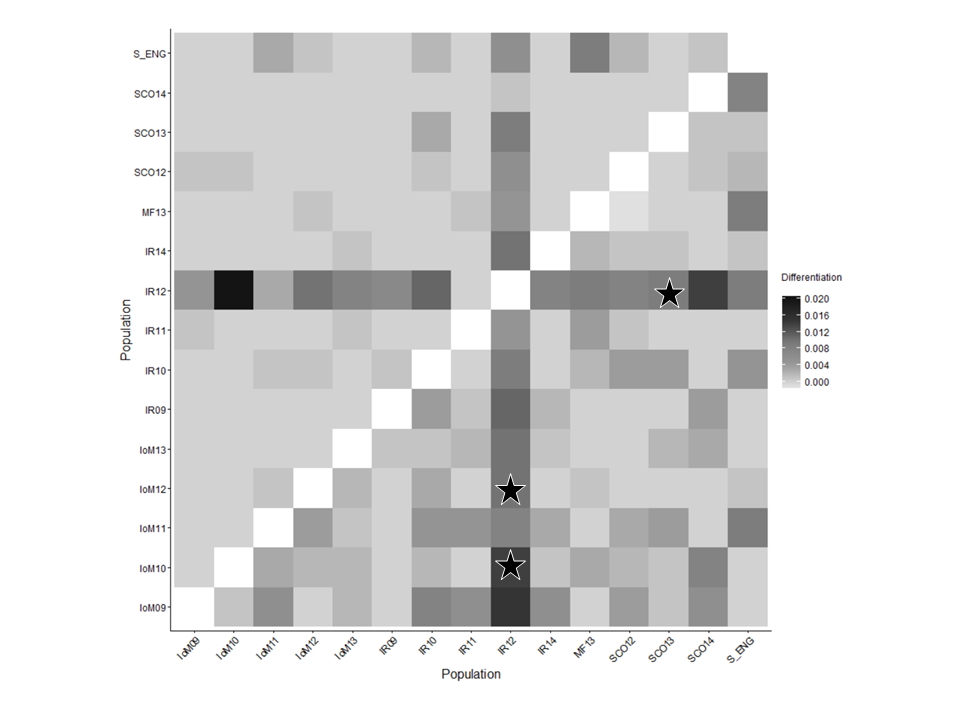 S_ENG
SCO14
SCO13
SCO12
MF13
IR14
IR12
IR11
IR10
IR09
IoM13
IoM12
IoM11
IoM10
IoM09
Population
IoM09 IoM10 IoM11 IoM12 IoM13 IR09 IR10 IR11 IR12 IR14 MF13 SCO12 SCO13 SCO14 S_ENG
Population
Differentiation
0.020
0.016
0.012
0.008
0.004
0.000